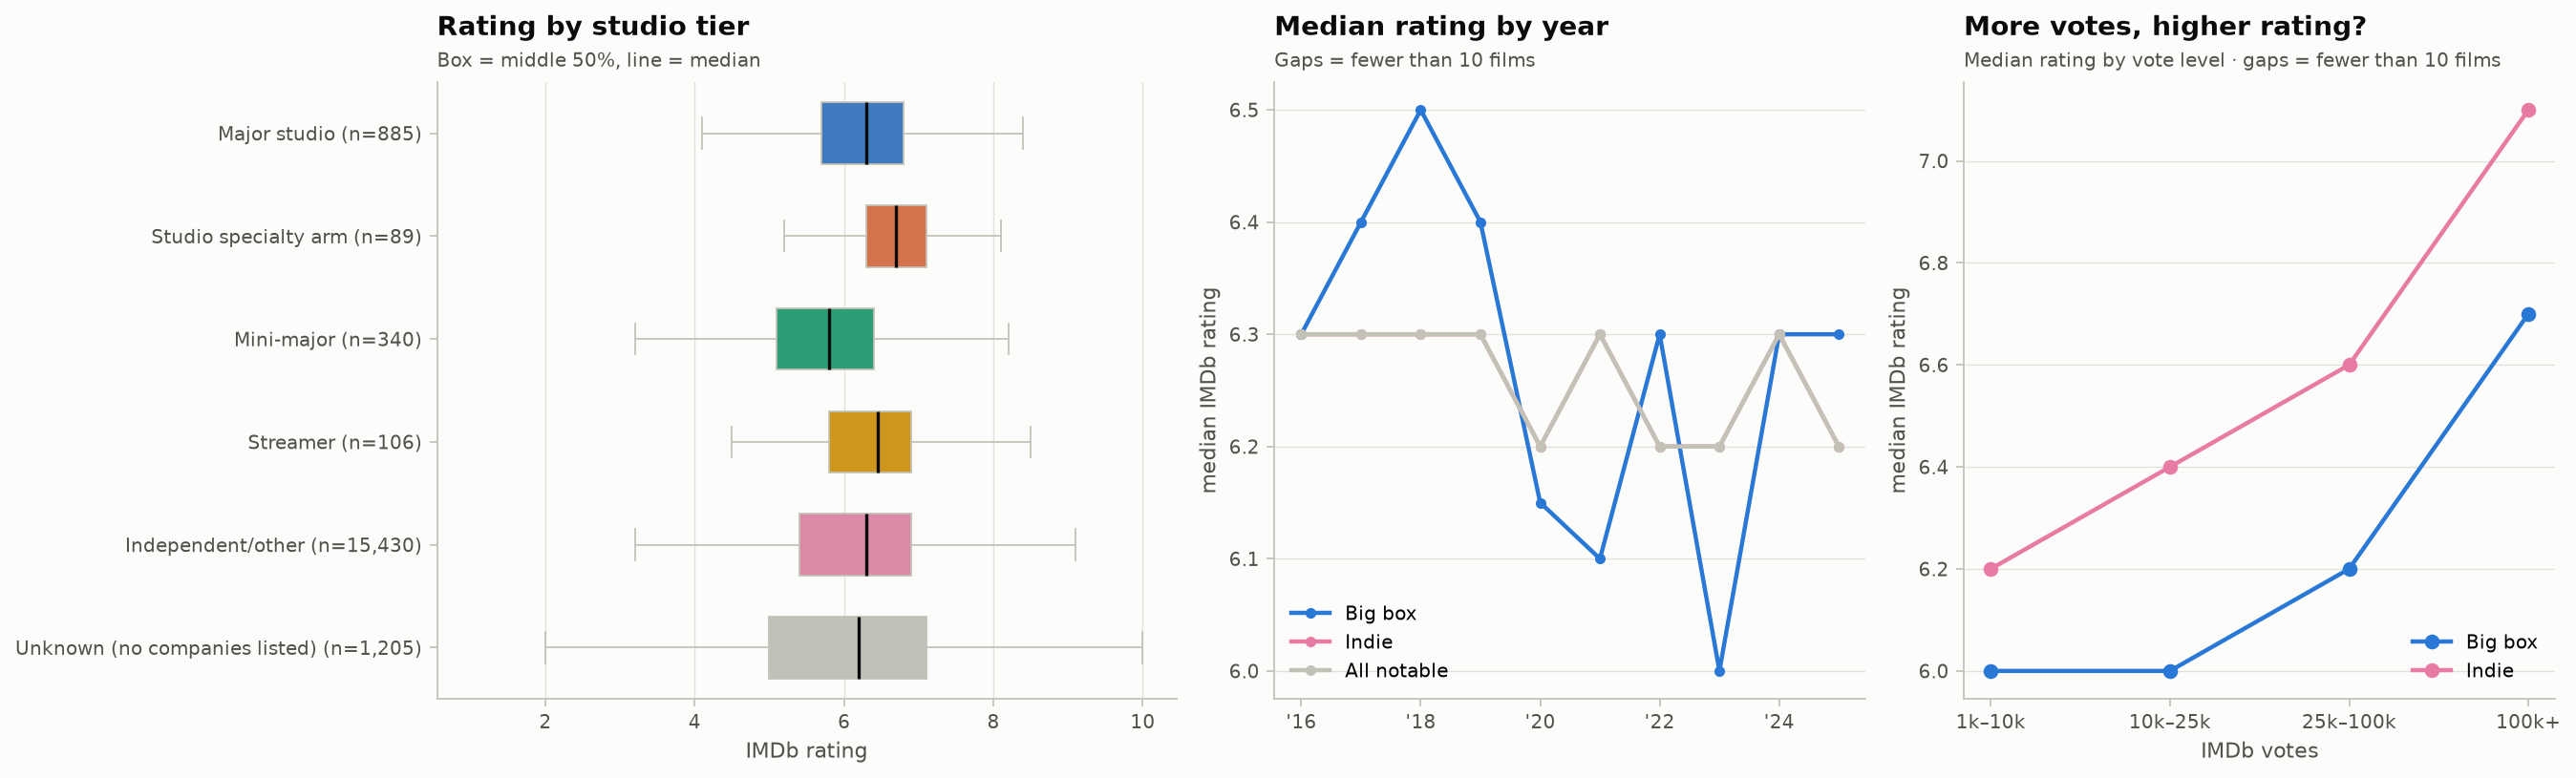 Rating by studio tier
Box = middle 50%, line = median
Major studio (n=885)
Studio specialty arm (n=89)
Mini-major (n=340)
Streamer (n=106)
Independent/other (n=15,430)
Unknown (no companies listed) (n=1,205)
2 4 6 8 10
IMDb rating
Median rating by year
Gaps = fewer than 10 films
median IMDb rating
6.5
6.4
6.3
6.2
6.1
6.0
Big box
Indie
All notable
'16 '18 '20 '22 '24
More votes, higher rating?
Median rating by vote level · gaps = fewer than 10 films
median IMDb rating
7.0
6.8
6.6
6.4
6.2
6.0
Big box
Indie
1k–10k 10k–25k 25k–100k 100k+
IMDb votes